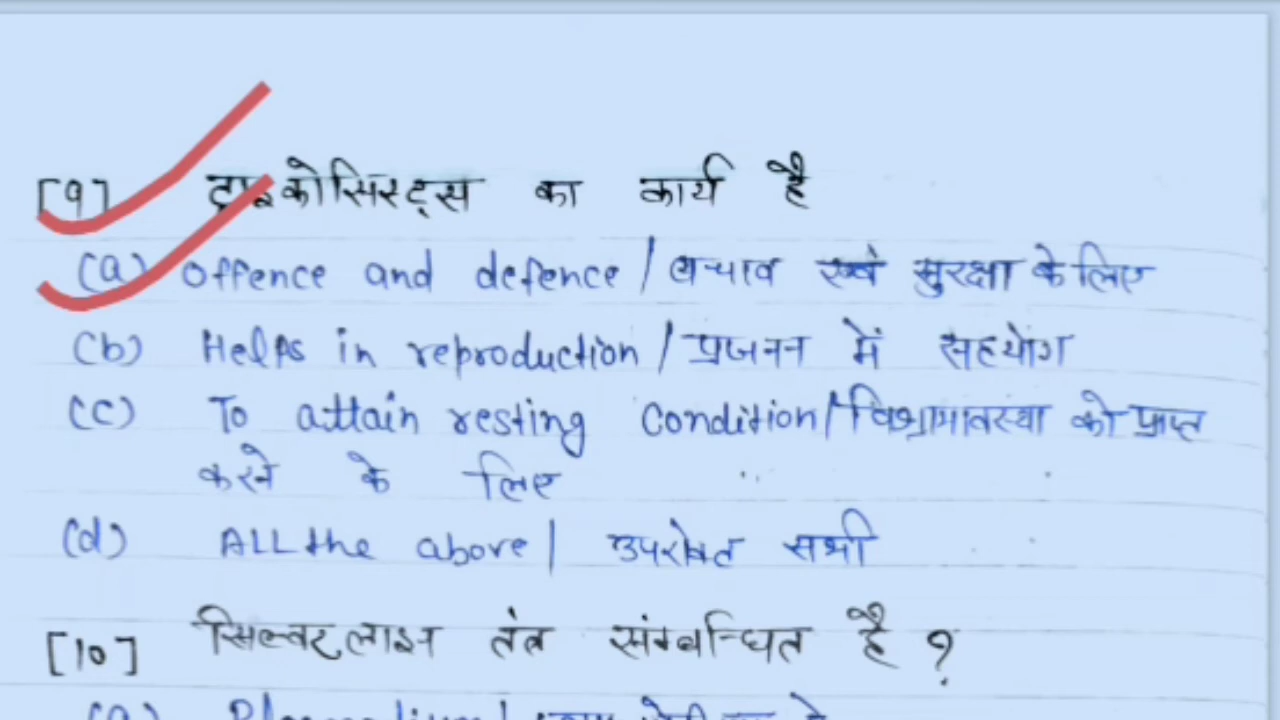 [9] ट्राइकोसिस्ट्स का कार्य है
(a) Offence and defence / बचाव एवं सुरक्षा के लिए
(b) Helps in reproduction / प्रजनन में सहयोग
(c) To attain resting Condition / विश्रामावस्था को प्राप्त
करने के लिए
(d) ALL the above / उपरोक्त सभी
[10] सिल्वरलाइन तंत्र संम्बन्धित है ?
(a)